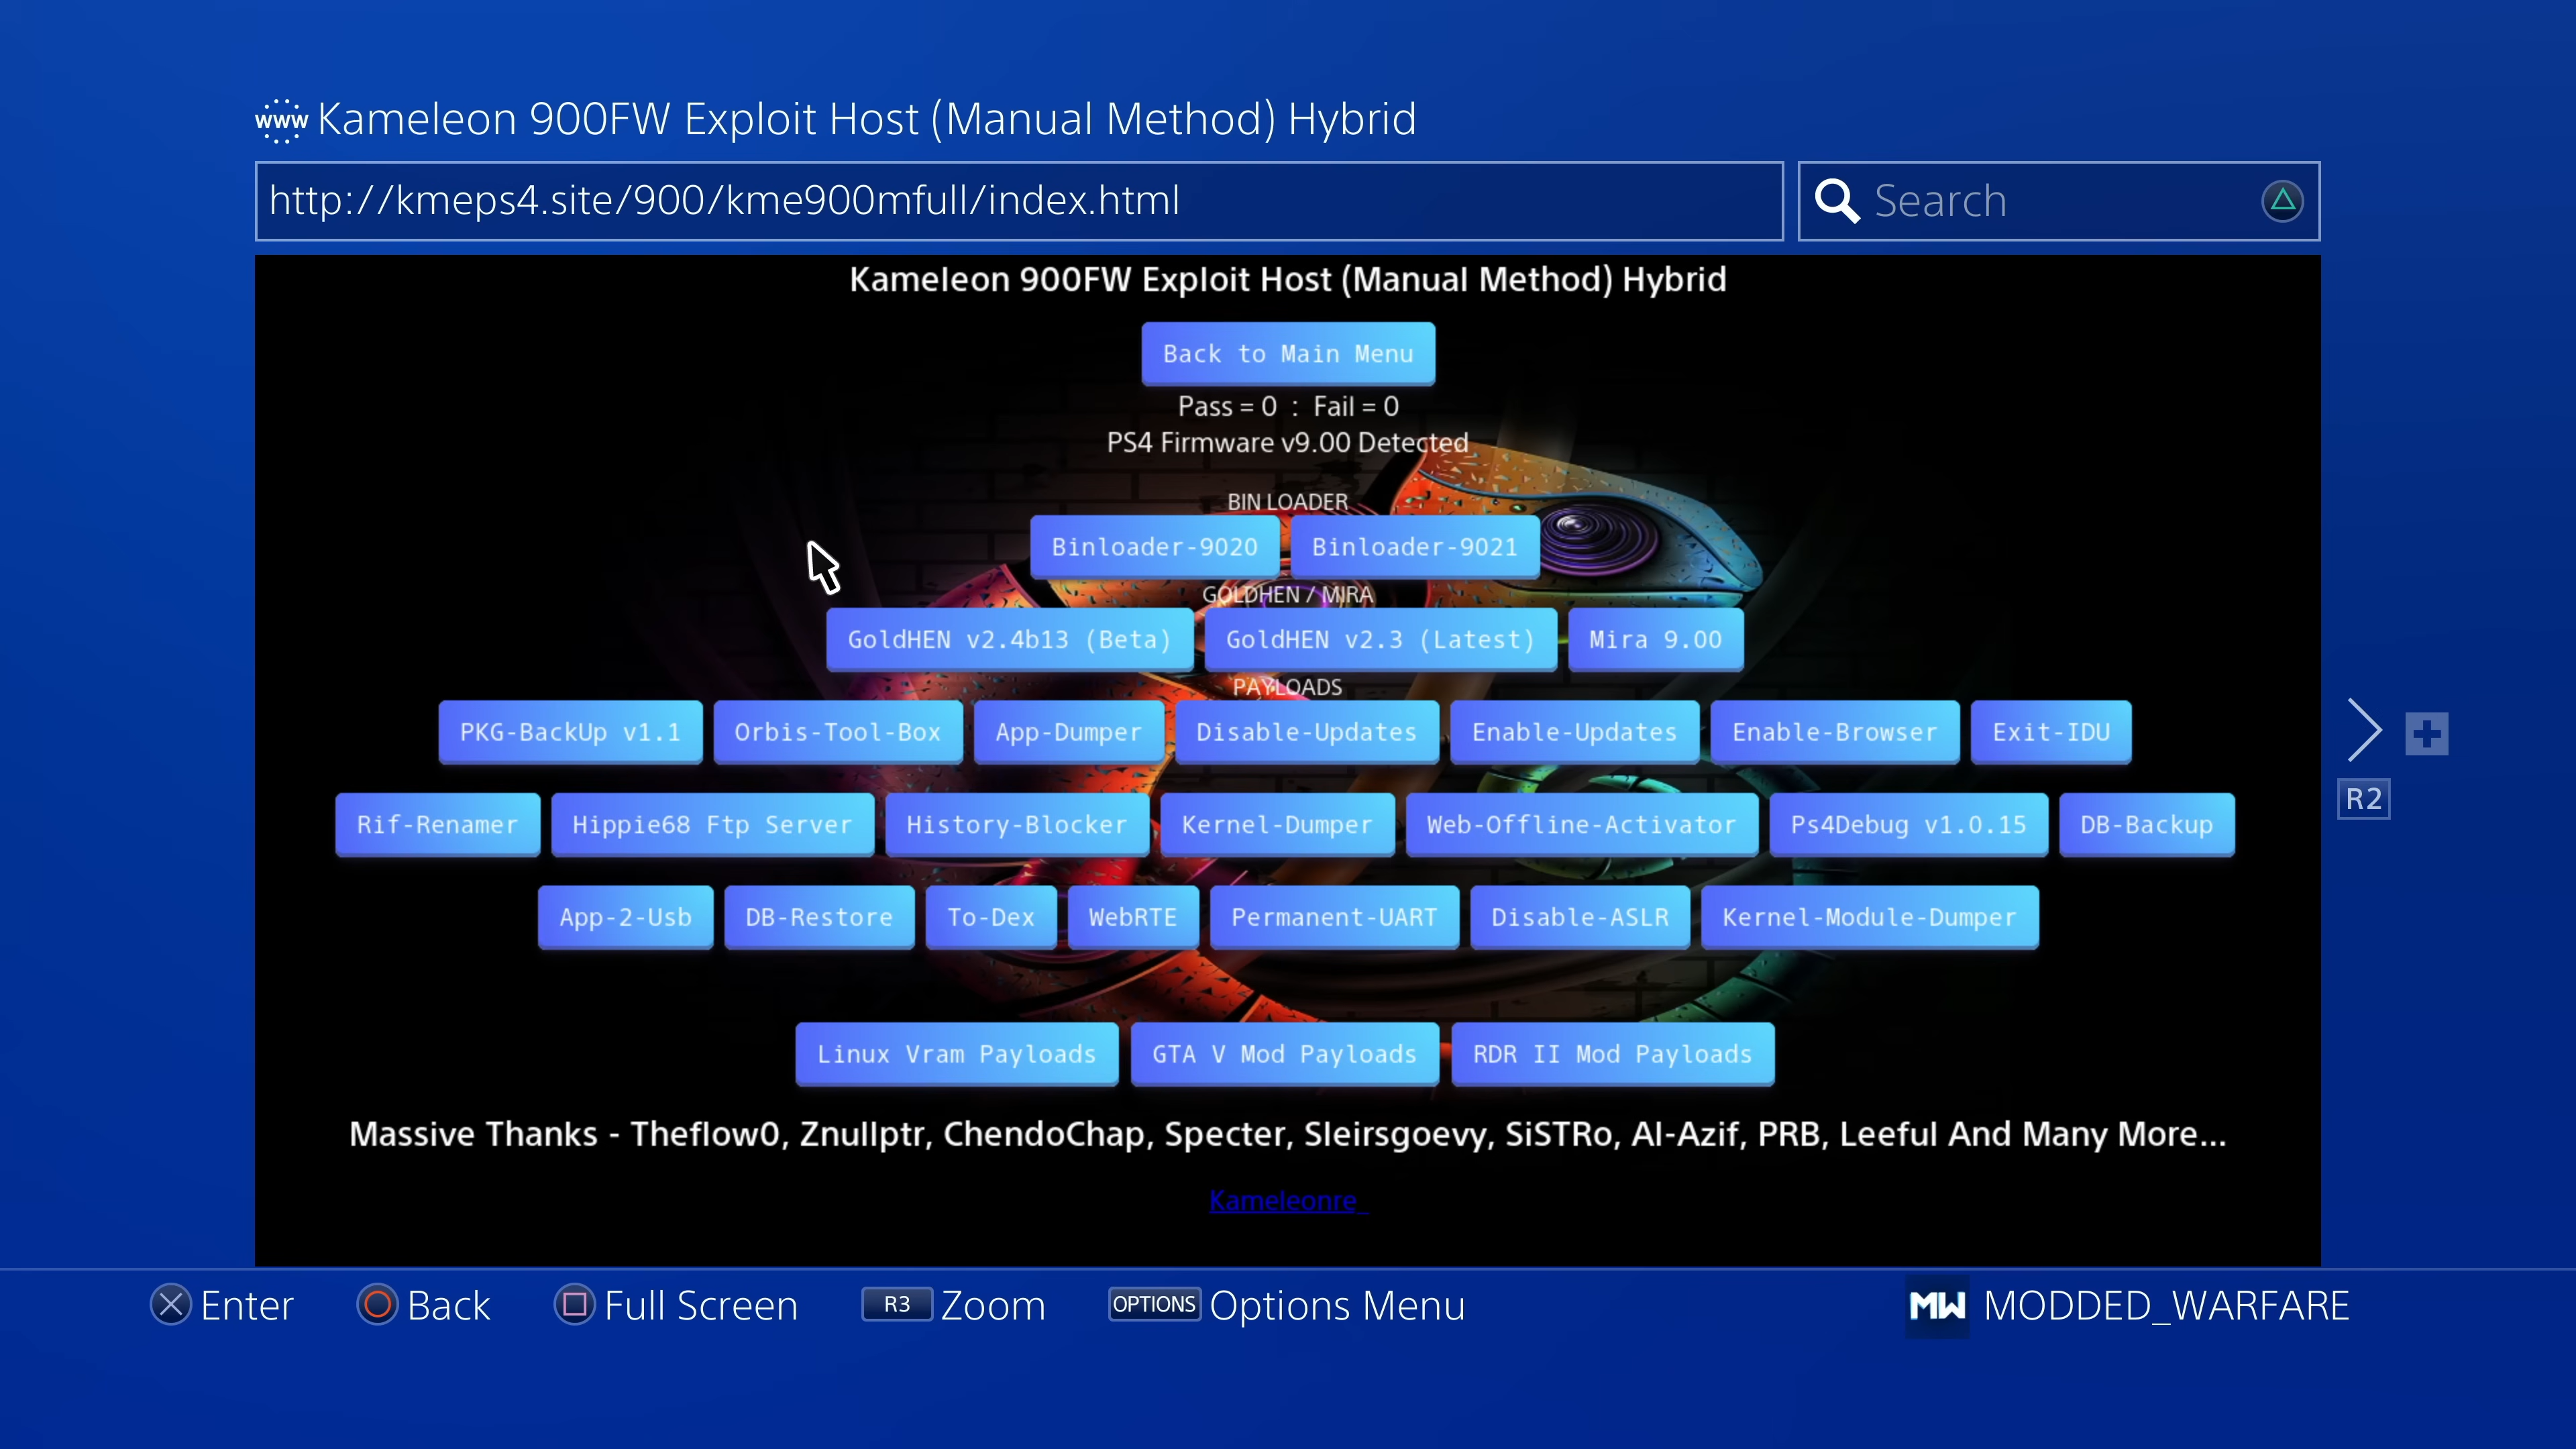 www Kameleon 900FW Exploit Host (Manual Method) Hybrid
http://kmeps4.site/900/kme900mfull/index.html Search
Kameleon 900FW Exploit Host (Manual Method) Hybrid
Back to Main Menu
Pass = 0 : Fail = 0
PS4 Firmware v9.00 Detected
BIN LOADER
Binloader-9020 Binloader-9021
GOLDHEN / MIRA
GoldHEN v2.4b13 (Beta) GoldHEN v2.3 (Latest) Mira 9.00
PAYLOADS
PKG-BackUp v1.1 Orbis-Tool-Box App-Dumper Disable-Updates Enable-Updates Enable-Browser Exit-IDU
R2
Rif-Renamer Hippie68 Ftp Server History-Blocker Kernel-Dumper Web-Offline-Activator Ps4Debug v1.0.15 DB-Backup
App-2-Usb DB-Restore To-Dex WebRTE Permanent-UART Disable-ASLR Kernel-Module-Dumper
Linux Vram Payloads GTA V Mod Payloads RDR II Mod Payloads
Massive Thanks - Theflow0, Znullptr, ChendoChap, Specter, Sleirsgoevy, SiSTRo, Al-Azif, PRB, Leeful And Many More...
Kameleonre_
Enter Back Full Screen R3 Zoom OPTIONS Options Menu MW MODDED_WARFARE